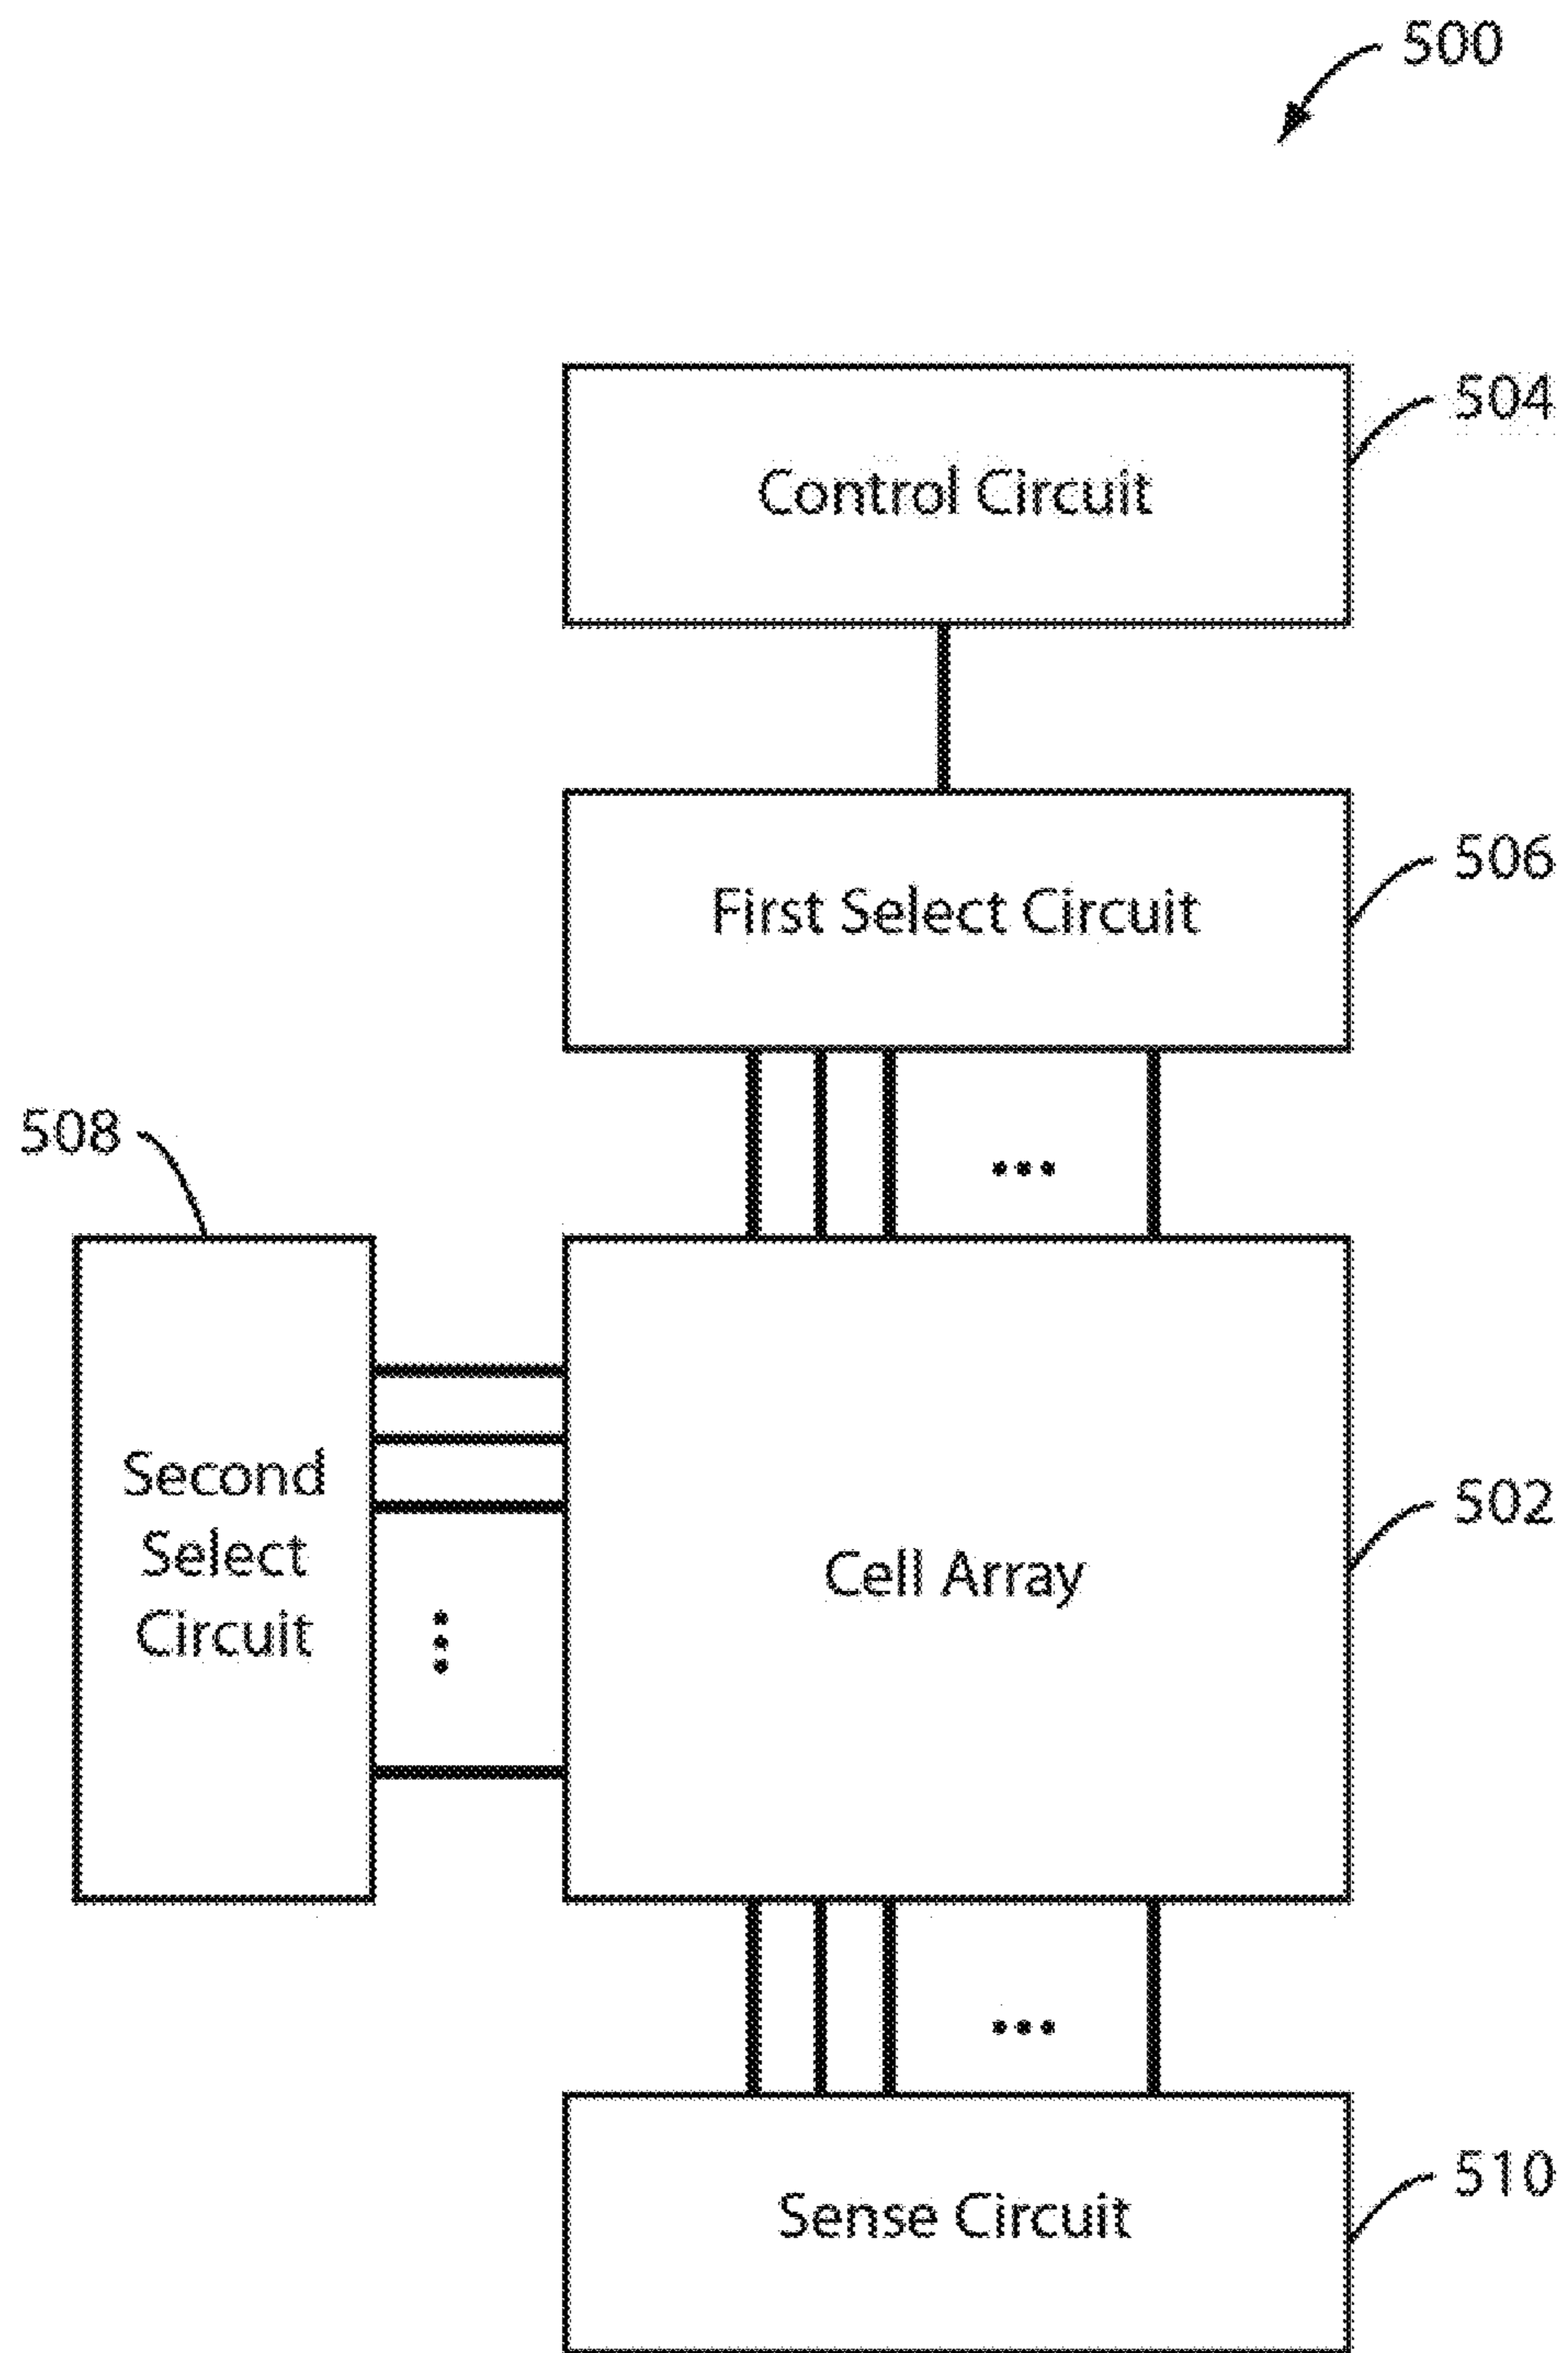 500
504
Control Circuit
506
First Select Circuit
...
508
Second
Select
Circuit
...
502
Cell Array
...
510
Sense Circuit